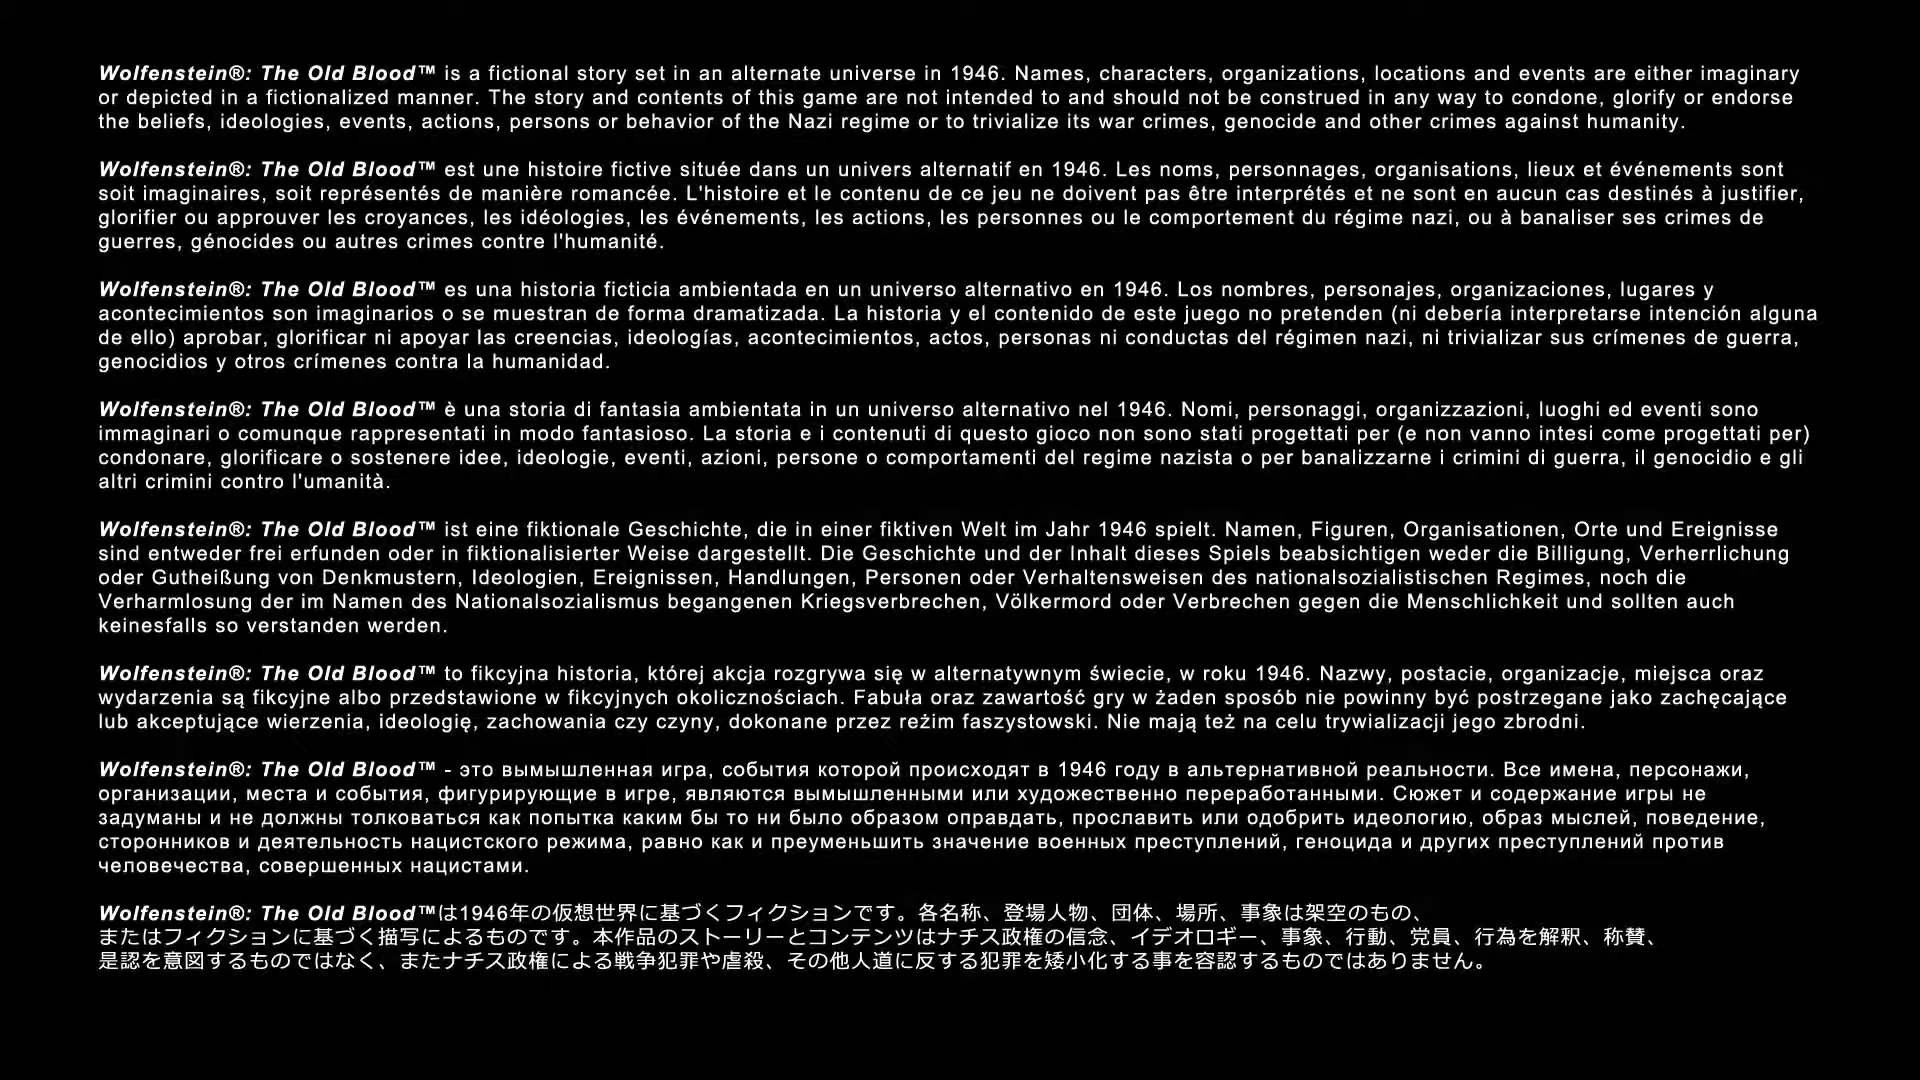 Wolfenstein®: The Old Blood™ is a fictional story set in an alternate universe in 1946. Names, characters, organizations, locations and events are either imaginary
or depicted in a fictionalized manner. The story and contents of this game are not intended to and should not be construed in any way to condone, glorify or endorse
the beliefs, ideologies, events, actions, persons or behavior of the Nazi regime or to trivialize its war crimes, genocide and other crimes against humanity.
Wolfenstein®: The Old Blood™ est une histoire fictive située dans un univers alternatif en 1946. Les noms, personnages, organisations, lieux et événements sont
soit imaginaires, soit représentés de manière romancée. L'histoire et le contenu de ce jeu ne doivent pas être interprétés et ne sont en aucun cas destinés à justifier,
glorifier ou approuver les croyances, les idéologies, les événements, les actions, les personnes ou le comportement du régime nazi, ou à banaliser ses crimes de
guerres, génocides ou autres crimes contre l'humanité.
Wolfenstein®: The Old Blood™ es una historia ficticia ambientada en un universo alternativo en 1946. Los nombres, personajes, organizaciones, lugares y
acontecimientos son imaginarios o se muestran de forma dramatizada. La historia y el contenido de este juego no pretenden (ni debería interpretarse intención alguna
de ello) aprobar, glorificar ni apoyar las creencias, ideologías, acontecimientos, actos, personas ni conductas del régimen nazi, ni trivializar sus crímenes de guerra,
genocidios y otros crímenes contra la humanidad.
Wolfenstein®: The Old Blood™ è una storia di fantasia ambientata in un universo alternativo nel 1946. Nomi, personaggi, organizzazioni, luoghi ed eventi sono
immaginari o comunque rappresentati in modo fantasioso. La storia e i contenuti di questo gioco non sono stati progettati per (e non vanno intesi come progettati per)
condonare, glorificare o sostenere idee, ideologie, eventi, azioni, persone o comportamenti del regime nazista o per banalizzarne i crimini di guerra, il genocidio e gli
altri crimini contro l'umanità.
Wolfenstein®: The Old Blood™ ist eine fiktionale Geschichte, die in einer fiktiven Welt im Jahr 1946 spielt. Namen, Figuren, Organisationen, Orte und Ereignisse
sind entweder frei erfunden oder in fiktionalisierter Weise dargestellt. Die Geschichte und der Inhalt dieses Spiels beabsichtigen weder die Billigung, Verherrlichung
oder Gutheißung von Denkmustern, Ideologien, Ereignissen, Handlungen, Personen oder Verhaltensweisen des nationalsozialistischen Regimes, noch die
Verharmlosung der im Namen des Nationalsozialismus begangenen Kriegsverbrechen, Völkermord oder Verbrechen gegen die Menschlichkeit und sollten auch
keinesfalls so verstanden werden.
Wolfenstein®: The Old Blood™ to fikcyjna historia, której akcja rozgrywa się w alternatywnym świecie, w roku 1946. Nazwy, postacie, organizacje, miejsca oraz
wydarzenia są fikcyjne albo przedstawione w fikcyjnych okolicznościach. Fabuła oraz zawartość gry w żaden sposób nie powinny być postrzegane jako zachęcające
lub akceptujące wierzenia, ideologię, zachowania czy czyny, dokonane przez reżim faszystowski. Nie mają też na celu trywializacji jego zbrodni.
Wolfenstein®: The Old Blood™ - это вымышленная игра, события которой происходят в 1946 году в альтернативной реальности. Все имена, персонажи,
организации, места и события, фигурирующие в игре, являются вымышленными или художественно переработанными. Сюжет и содержание игры не
задуманы и не должны толковаться как попытка каким бы то ни было образом оправдать, прославить или одобрить идеологию, образ мыслей, поведение,
сторонников и деятельность нацистского режима, равно как и преуменьшить значение военных преступлений, геноцида и других преступлений против
человечества, совершенных нацистами.
Wolfenstein®: The Old Blood™は1946年の仮想世界に基づくフィクションです。各名称、登場人物、団体、場所、事象は架空のもの、
またはフィクションに基づく描写によるものです。本作品のストーリーとコンテンツはナチス政権の信念、イデオロギー、事象、行動、党員、行為を解釈、称賛、
是認を意図するものではなく、またナチス政権による戦争犯罪や虐殺、その他人道に反する犯罪を矮小化する事を容認するものではありません。